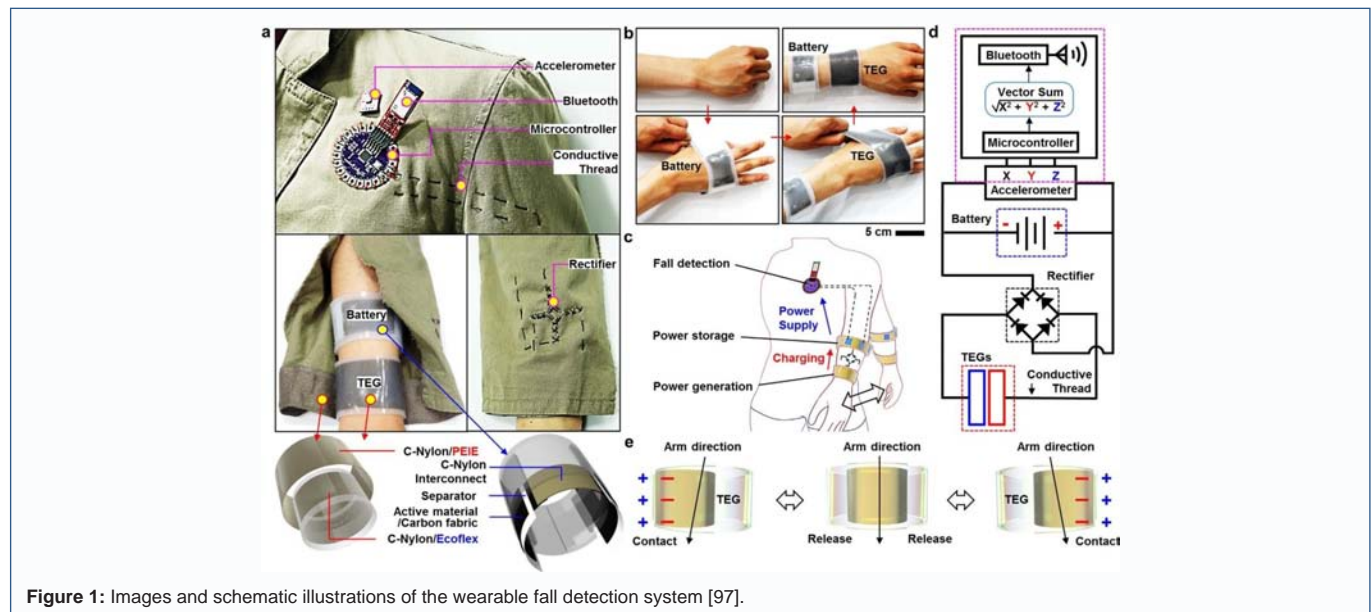 a
Accelerometer
Bluetooth
Microcontroller
Conductive
Thread
Battery
TEG
Rectifier
C-Nylon/PEIE
C-Nylon
Interconnect
Separator
Active material
/Carbon fabric
C-Nylon/Ecoflex
b
Battery
TEG
Battery
TEG
5 cm
c
Fall detection
Power
Supply
Power storage
Charging
Power generation
d
Bluetooth
Vector Sum
√X² + Y² + Z²
Microcontroller
X Y Z
Accelerometer
Battery
- +
Rectifier
TEGs
Conductive
Thread
e
Arm direction Arm direction Arm direction
+ − TEG TEG − +
+ − − +
+ − − +
Contact Release Release Contact
Figure 1: Images and schematic illustrations of the wearable fall detection system [97].